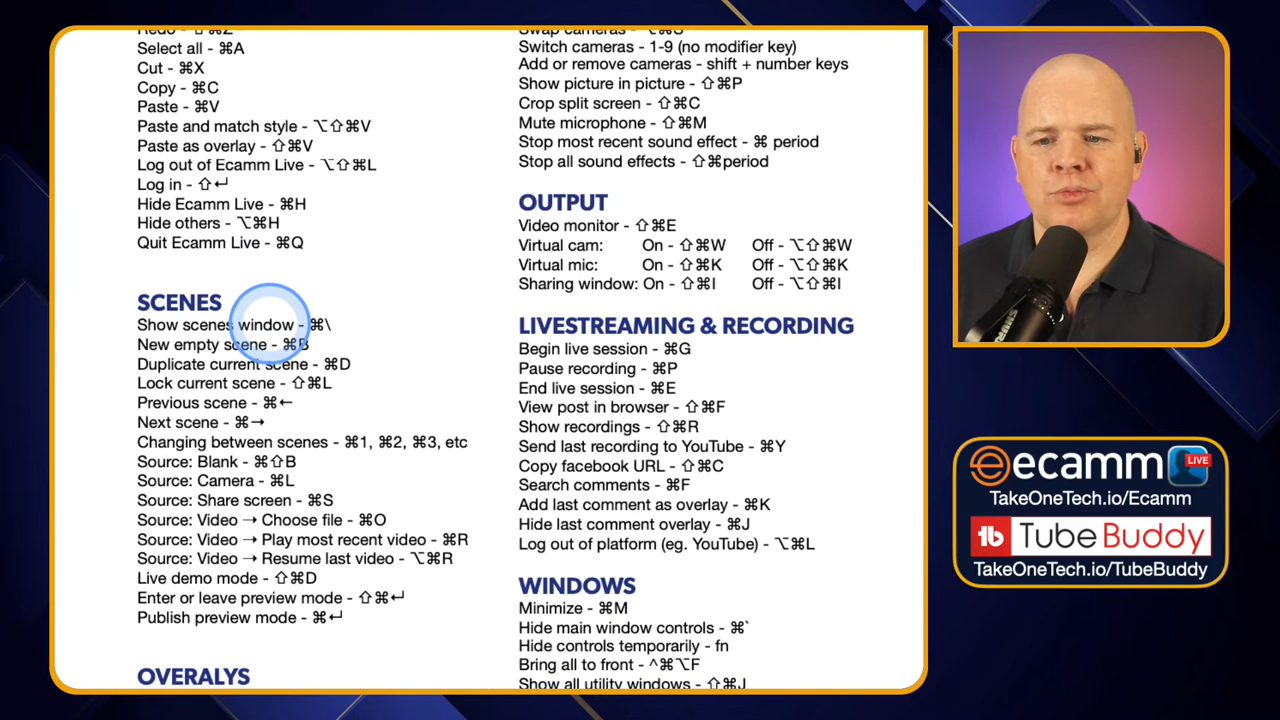 Redo - ⇧⌘Z
Select all - ⌘A
Cut - ⌘X
Copy - ⌘C
Paste - ⌘V
Paste and match style - ⌥⇧⌘V
Paste as overlay - ⇧⌘V
Log out of Ecamm Live - ⌥⇧⌘L
Log in - ⇧↵
Hide Ecamm Live - ⌘H
Hide others - ⌥⌘H
Quit Ecamm Live - ⌘Q
SCENES
Show scenes window - ⌘\
New empty scene - ⌘B
Duplicate current scene - ⌘D
Lock current scene - ⇧⌘L
Previous scene - ⌘←
Next scene - ⌘→
Changing between scenes - ⌘1, ⌘2, ⌘3, etc
Source: Blank - ⌘⇧B
Source: Camera - ⌘L
Source: Share screen - ⌘S
Source: Video → Choose file - ⌘O
Source: Video → Play most recent video - ⌘R
Source: Video → Resume last video - ⌥⌘R
Live demo mode - ⇧⌘D
Enter or leave preview mode - ⇧⌘↵
Publish preview mode - ⌘↵
OVERALYS
Swap cameras - ⌥⌘S
Switch cameras - 1-9 (no modifier key)
Add or remove cameras - shift + number keys
Show picture in picture - ⇧⌘P
Crop split screen - ⇧⌘C
Mute microphone - ⇧⌘M
Stop most recent sound effect - ⌘ period
Stop all sound effects - ⇧⌘period
OUTPUT
Video monitor - ⇧⌘E
Virtual cam: On - ⇧⌘W Off - ⌥⇧⌘W
Virtual mic: On - ⇧⌘K Off - ⌥⇧⌘K
Sharing window: On - ⇧⌘I Off - ⌥⇧⌘I
LIVESTREAMING & RECORDING
Begin live session - ⌘G
Pause recording - ⌘P
End live session - ⌘E
View post in browser - ⇧⌘F
Show recordings - ⇧⌘R
Send last recording to YouTube - ⌘Y
Copy facebook URL - ⇧⌘C
Search comments - ⌘F
Add last comment as overlay - ⌘K
Hide last comment overlay - ⌘J
Log out of platform (eg. YouTube) - ⌥⌘L
WINDOWS
Minimize - ⌘M
Hide main window controls - ⌘`
Hide controls temporarily - fn
Bring all to front - ^⌘⌥F
Show all utility windows - ⇧⌘J
SHURE
ecamm LIVE
TakeOneTech.io/Ecamm
tb TubeBuddy
TakeOneTech.io/TubeBuddy